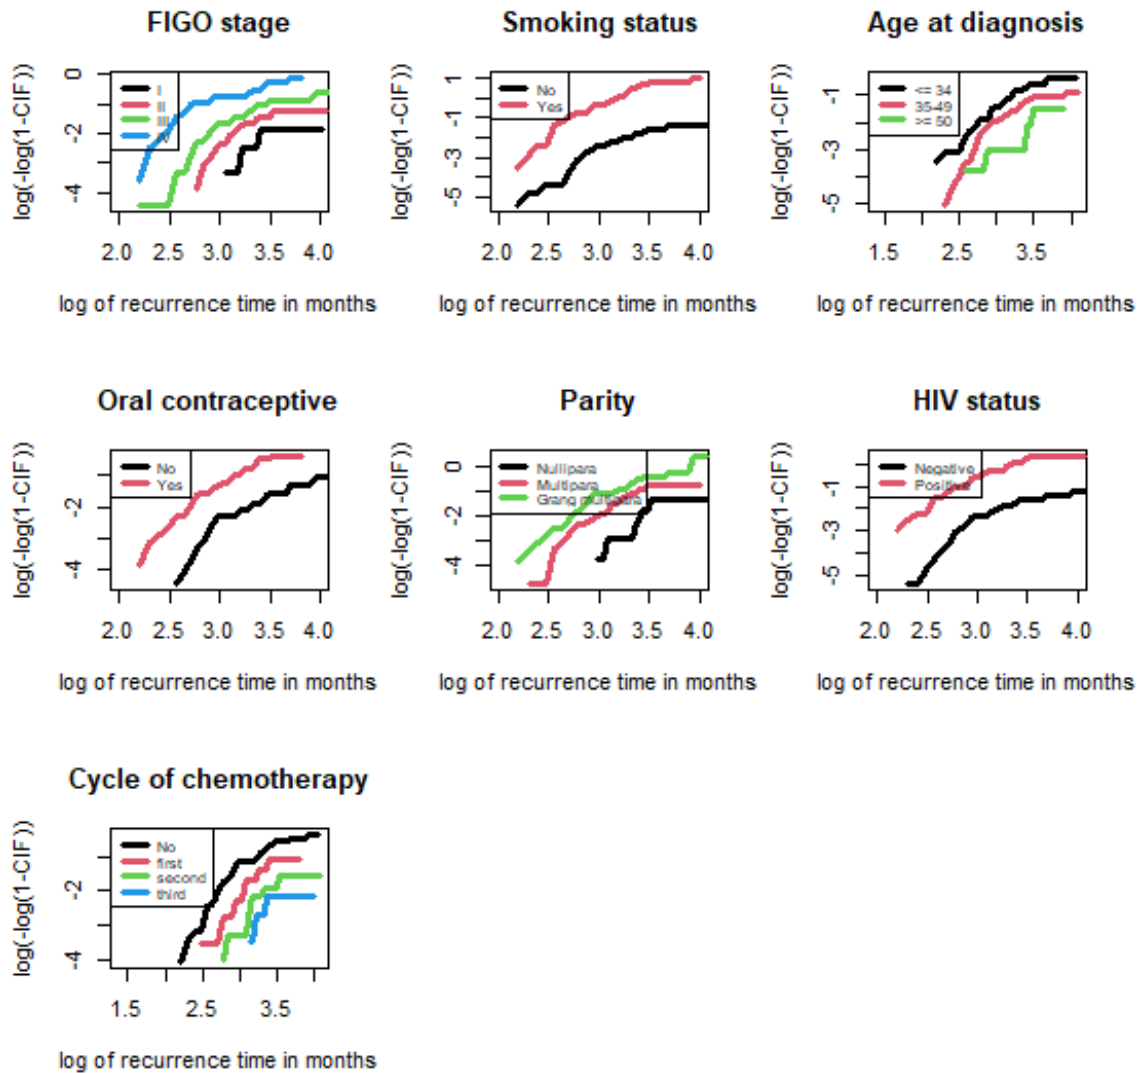 FIGO stage
log(-log(1-CIF))
0
-2
-4
I
II
III
IV
2.0 2.5 3.0 3.5 4.0
log of recurrence time in months
Smoking status
log(-log(1-CIF))
1
-1
-3
-5
No
Yes
2.0 2.5 3.0 3.5 4.0
log of recurrence time in months
Age at diagnosis
log(-log(1-CIF))
-1
-3
-5
<= 34
35-49
>= 50
1.5 2.5 3.5
log of recurrence time in months
Oral contraceptive
log(-log(1-CIF))
-2
-4
No
Yes
2.0 2.5 3.0 3.5 4.0
log of recurrence time in months
Parity
log(-log(1-CIF))
0
-2
-4
Nullipara
Multipara
Grang multipara
2.0 2.5 3.0 3.5 4.0
log of recurrence time in months
HIV status
log(-log(1-CIF))
-1
-3
-5
Negative
Positive
2.0 2.5 3.0 3.5 4.0
log of recurrence time in months
Cycle of chemotherapy
log(-log(1-CIF))
-2
-4
No
first
second
third
1.5 2.5 3.5
log of recurrence time in months